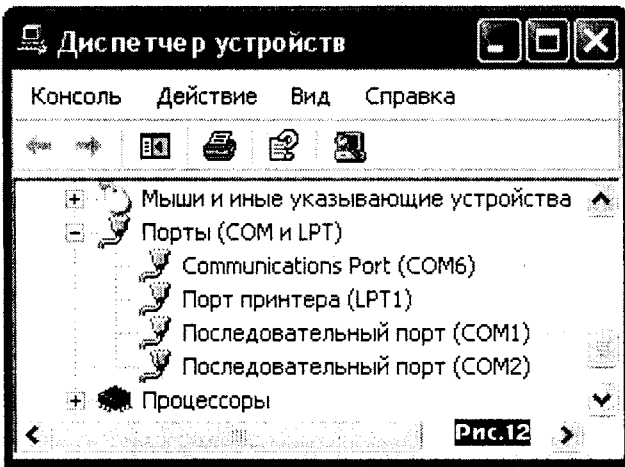 Диспетчер устройств
Консоль Действие Вид Справка
Мыши и иные указывающие устройства
Порты (COM и LPT)
Communications Port (COM6)
Порт принтера (LPT1)
Последовательный порт (COM1)
Последовательный порт (COM2)
Процессоры
Рис.12